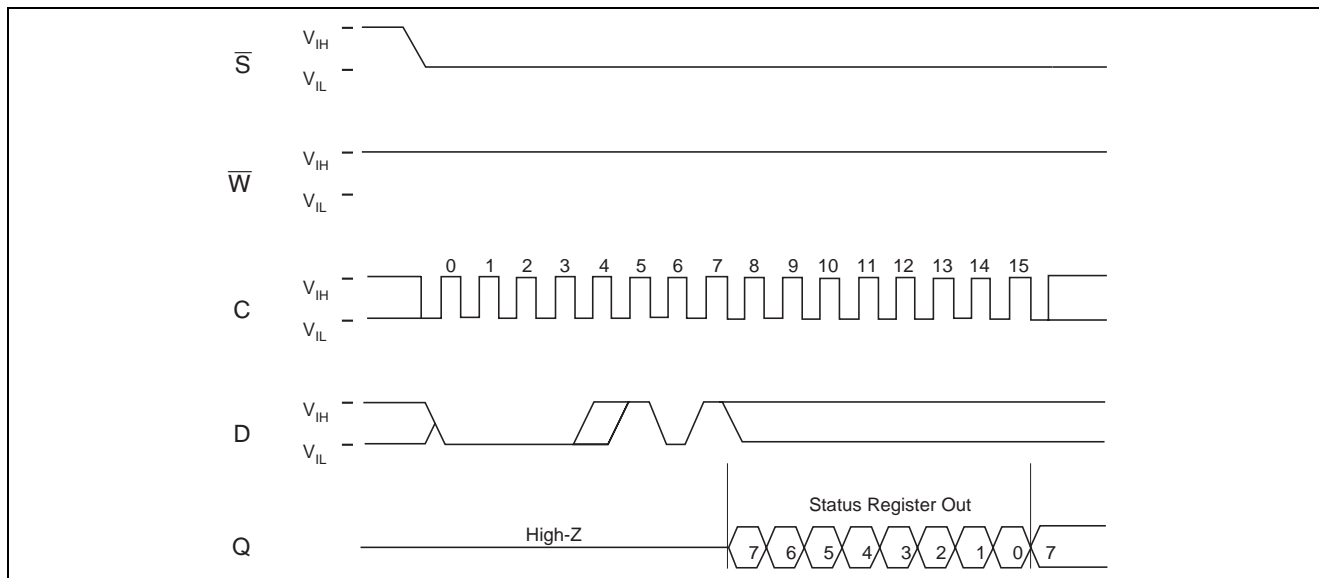 S̅
V_IH
V_IL
W̅
V_IH
V_IL
C
V_IH
V_IL
0 1 2 3 4 5 6 7 8 9 10 11 12 13 14 15
D
V_IH
V_IL
Q
High-Z
Status Register Out
7 6 5 4 3 2 1 0 7